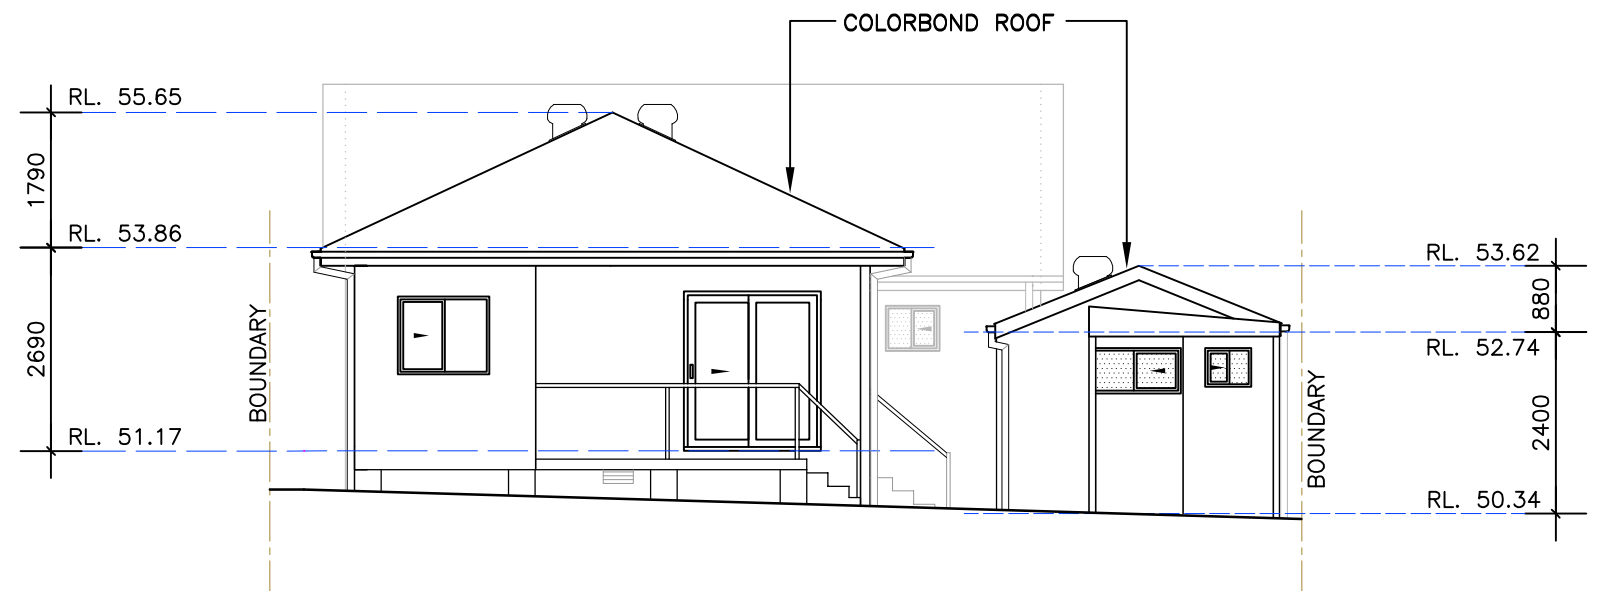 COLORBOND ROOF
RL. 55.65
1790
RL. 53.86
2690
RL. 51.17
BOUNDARY
RL. 53.62
880
RL. 52.74
2400
RL. 50.34
BOUNDARY